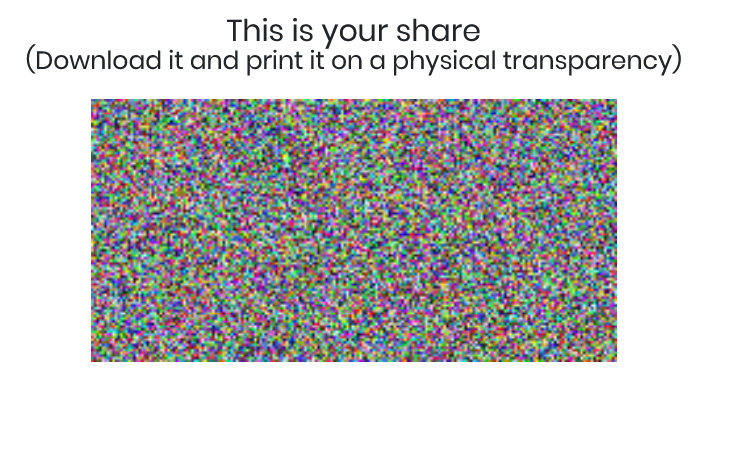 This is your share
(Download it and print it on a physical transparency)